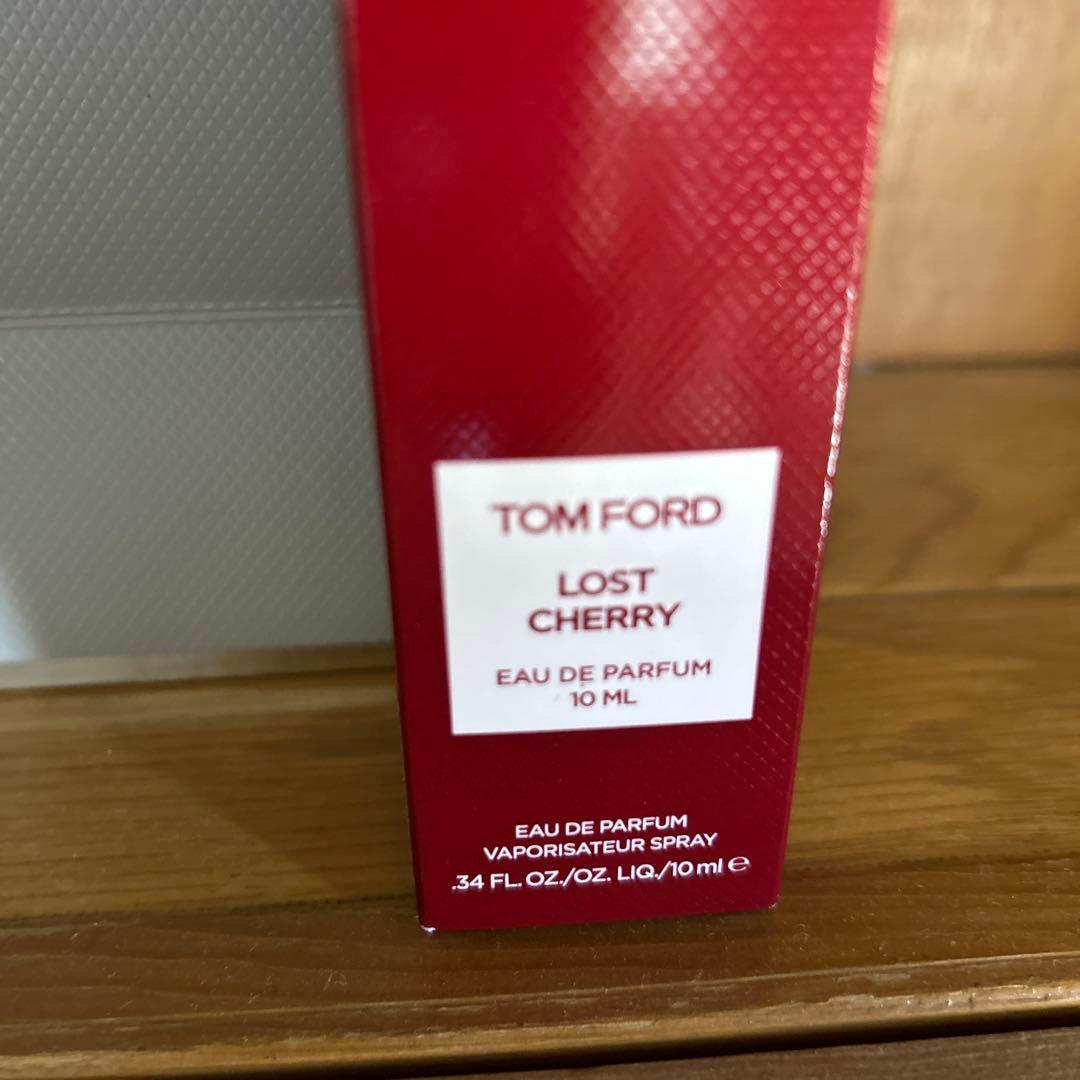 TOM FORD
LOST
CHERRY
EAU DE PARFUM
10 ML
EAU DE PARFUM
VAPORISATEUR SPRAY
.34 FL. OZ./OZ. LIQ./10 ml ℮